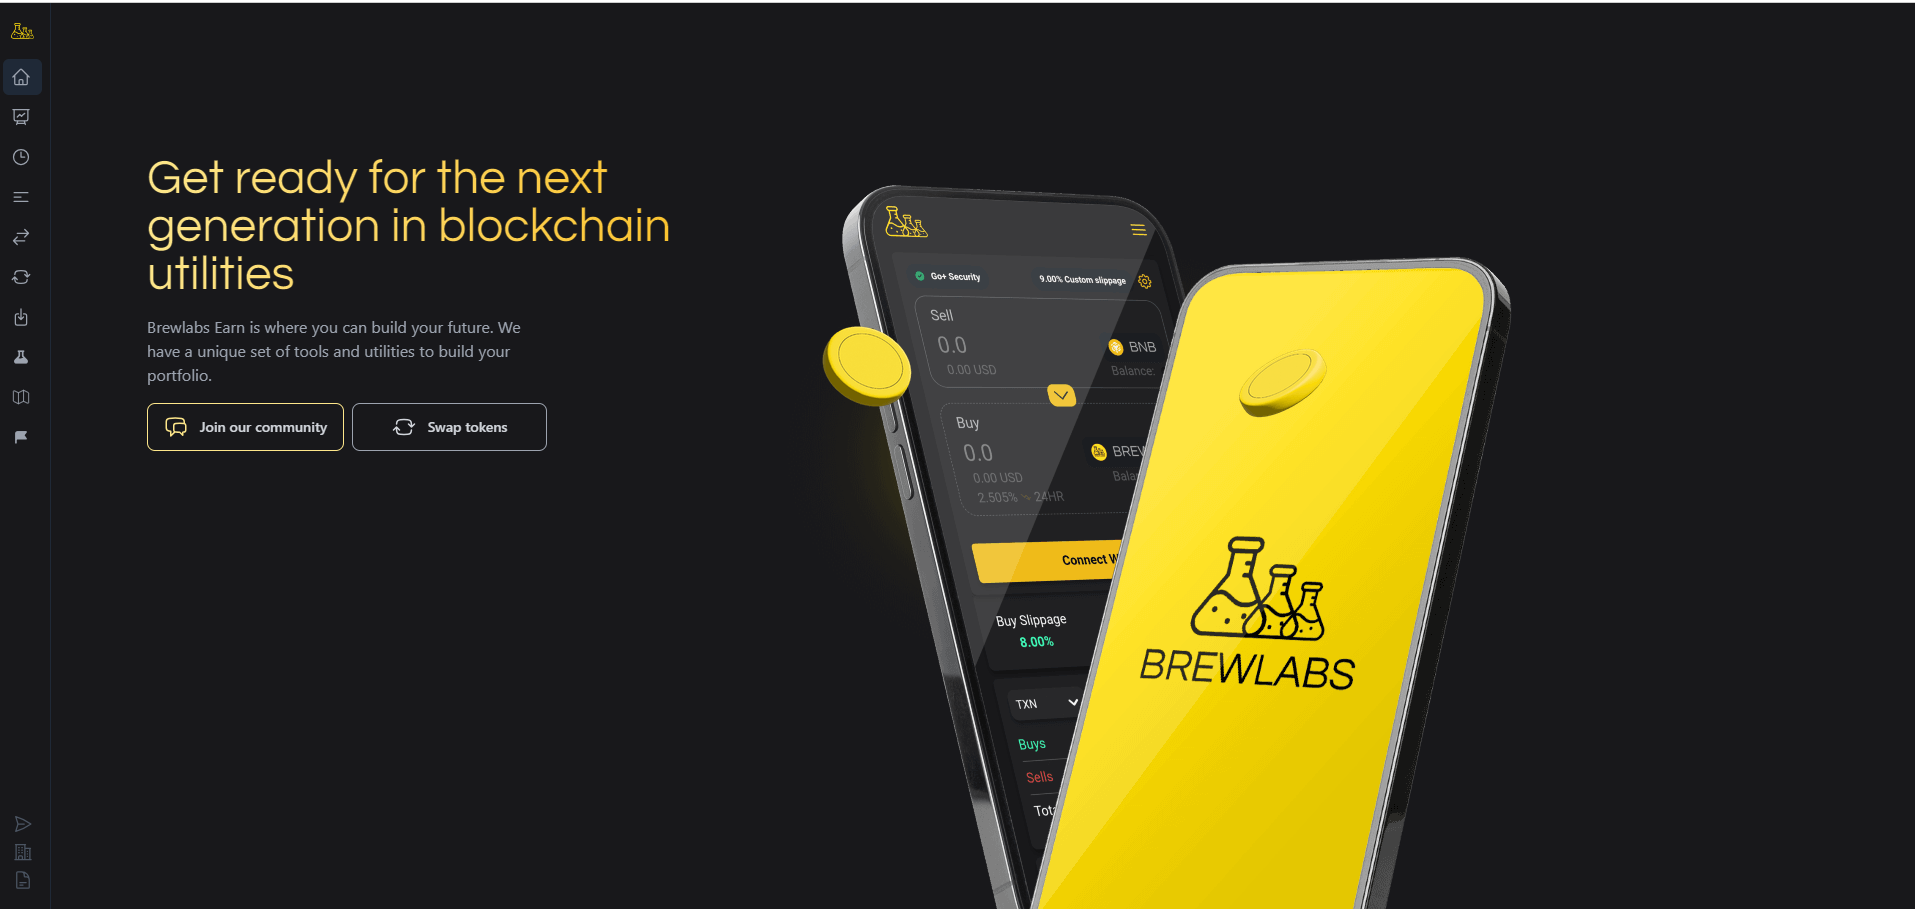 Get ready for the next
generation in blockchain
utilities
Brewlabs Earn is where you can build your future. We
have a unique set of tools and utilities to build your
portfolio.
Join our community
Swap tokens
Go+ Security
9.00% Custom slippage
Sell
0.0
BNB
0.00 USD
Balance:
Buy
0.0
BREW
0.00 USD
2.505%
24HR
Connect
Buy Slippage
8.00%
TXN
Buys
Sells
BREWLABS